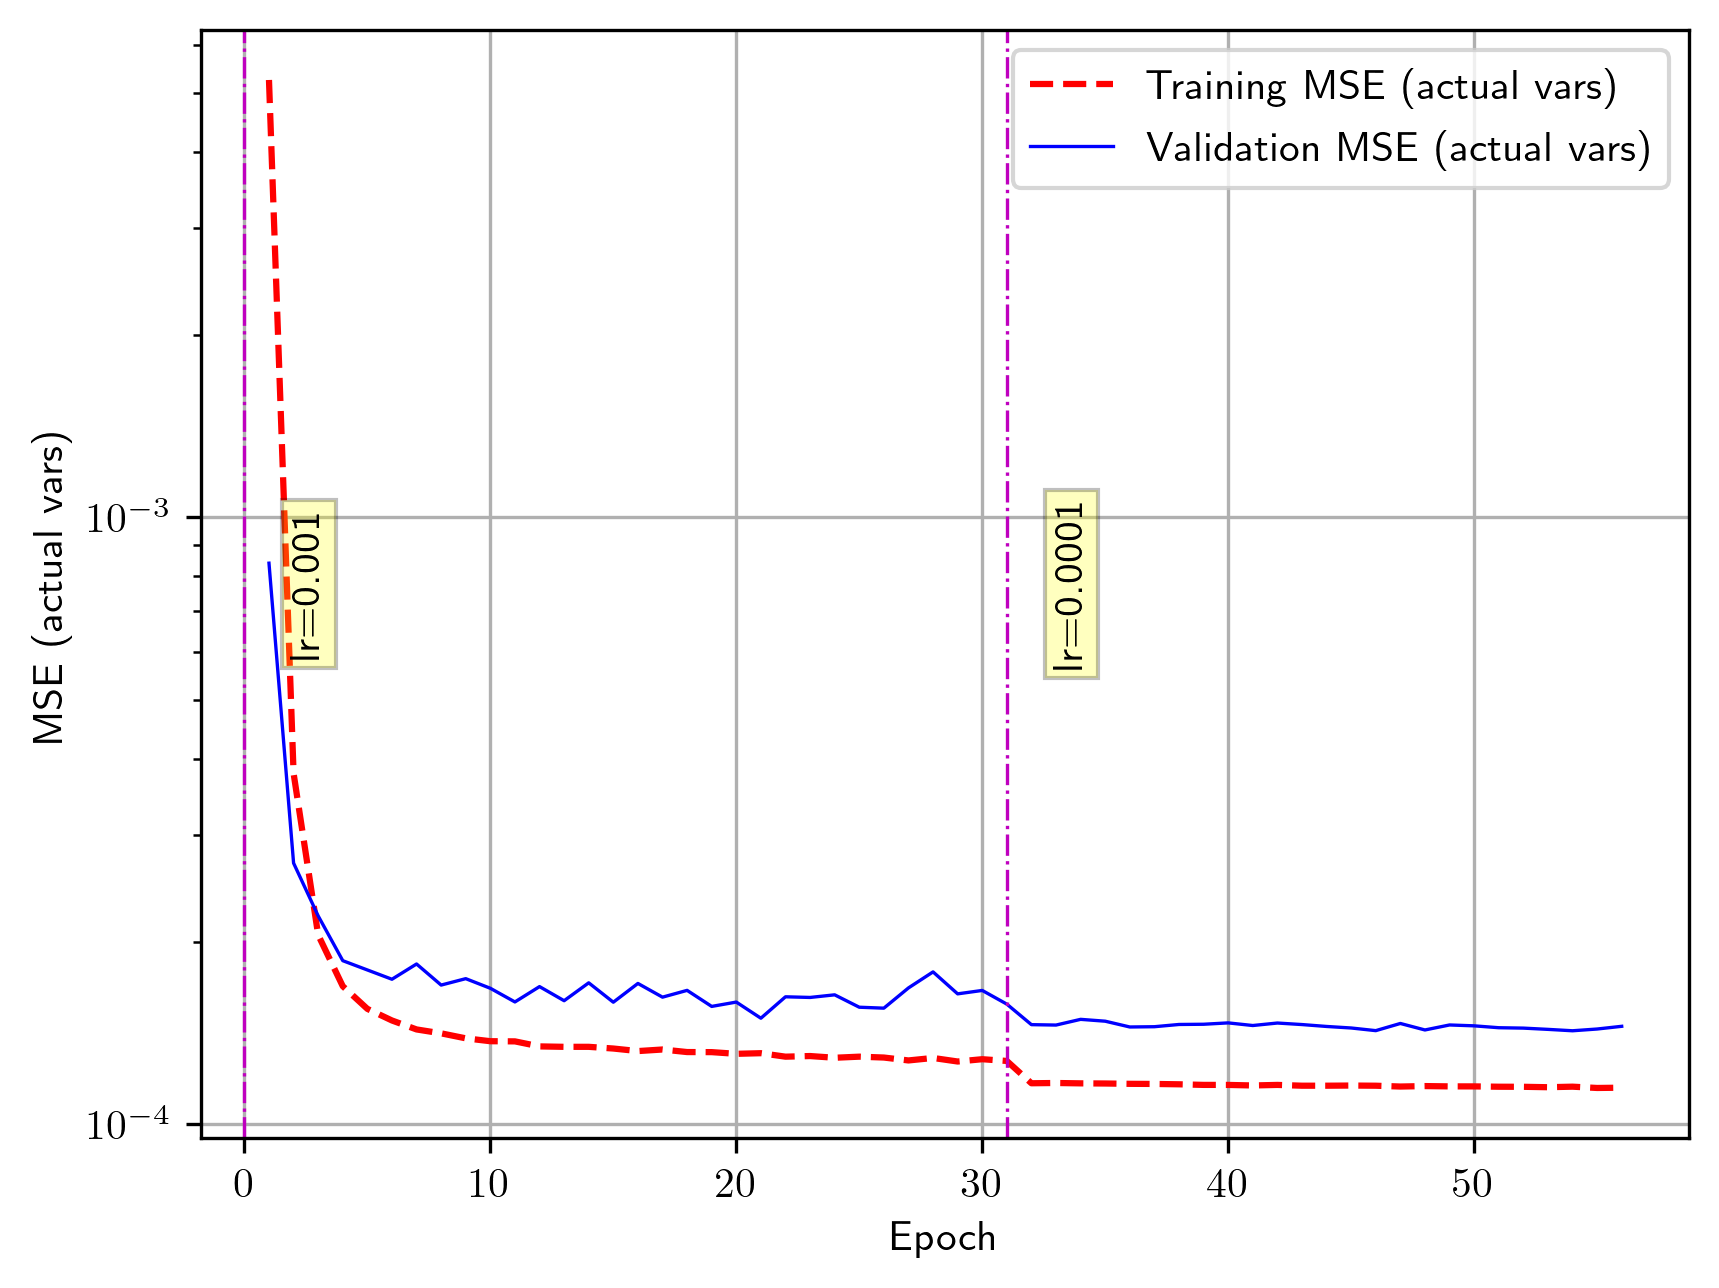 Training MSE (actual vars)
Validation MSE (actual vars)
MSE (actual vars)
10⁻³
10⁻⁴
lr=0.001
lr=0.0001
0 10 20 30 40 50
Epoch